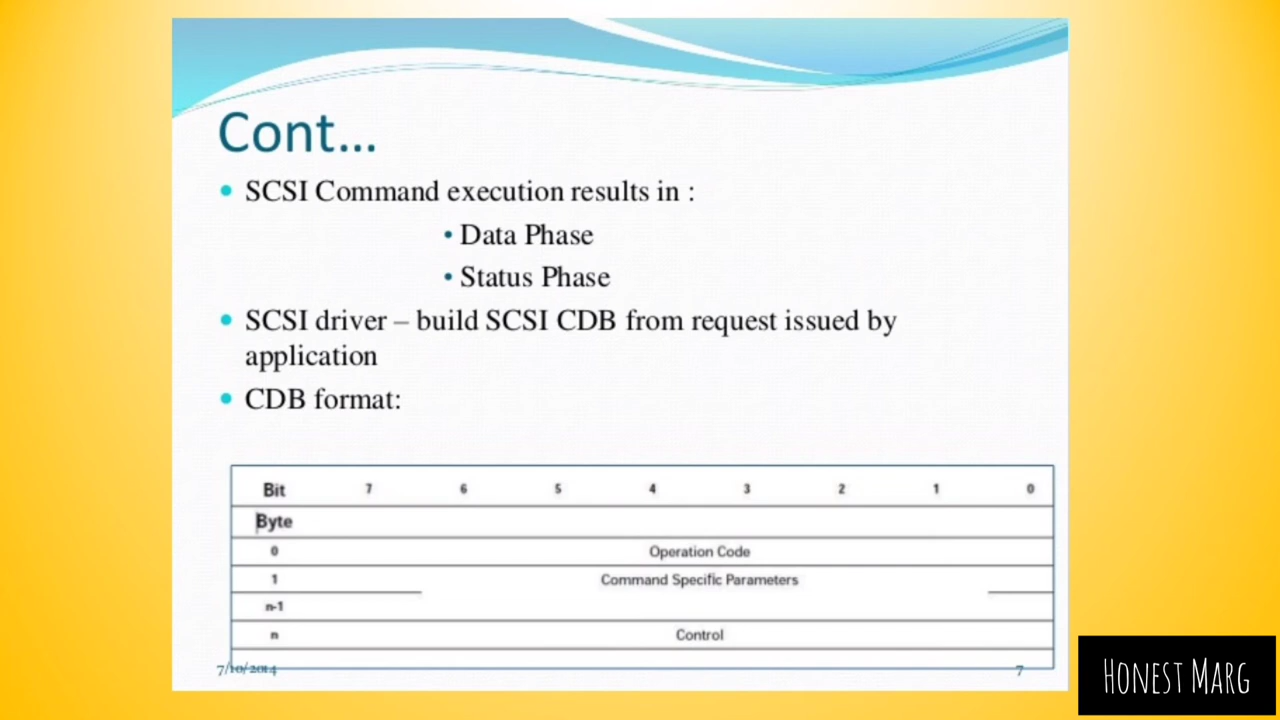 Cont...
• SCSI Command execution results in :
• Data Phase
• Status Phase
• SCSI driver – build SCSI CDB from request issued by
application
• CDB format:
Bit 7 6 5 4 3 2 1 0
Byte
0 Operation Code
1 Command Specific Parameters
n-1
n Control
7/10/2014 7
HONEST MARG